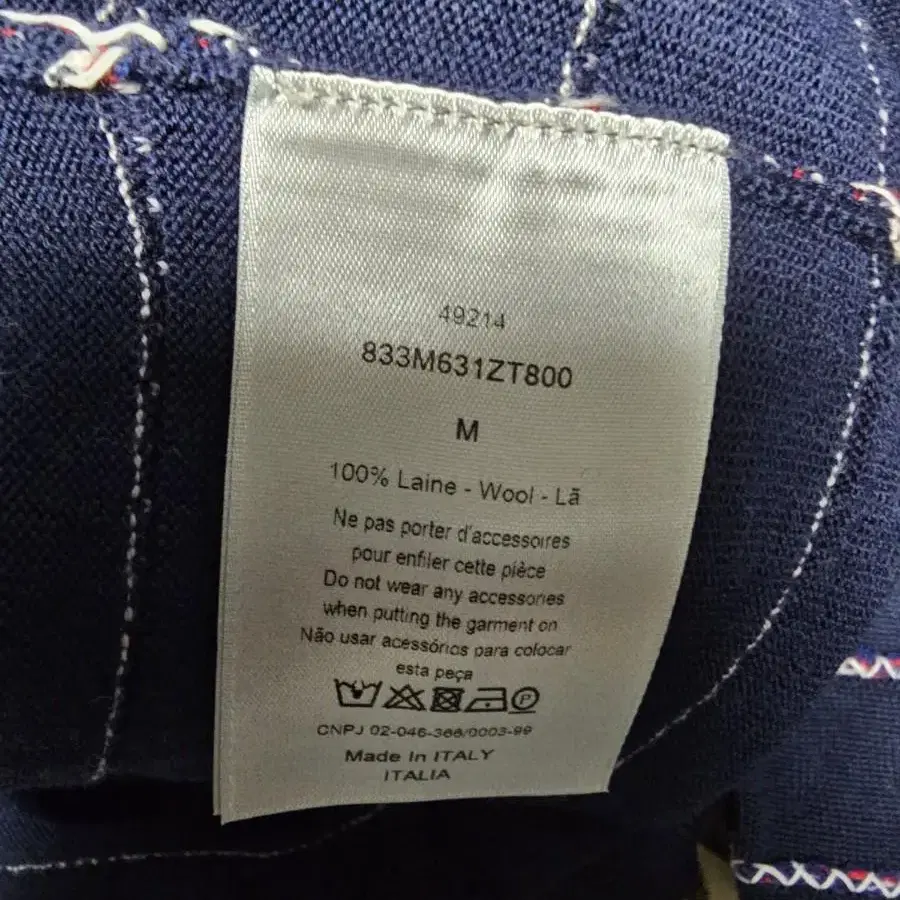 49214
833M631ZT800
M
100% Laine - Wool - Lã
Ne pas porter d'accessoires
pour enfiler cette pièce
Do not wear any accessories
when putting the garment on
Não usar acessórios para colocar
esta peça
P
CNPJ 02-046-366/0003-99
Made In ITALY
ITALIA